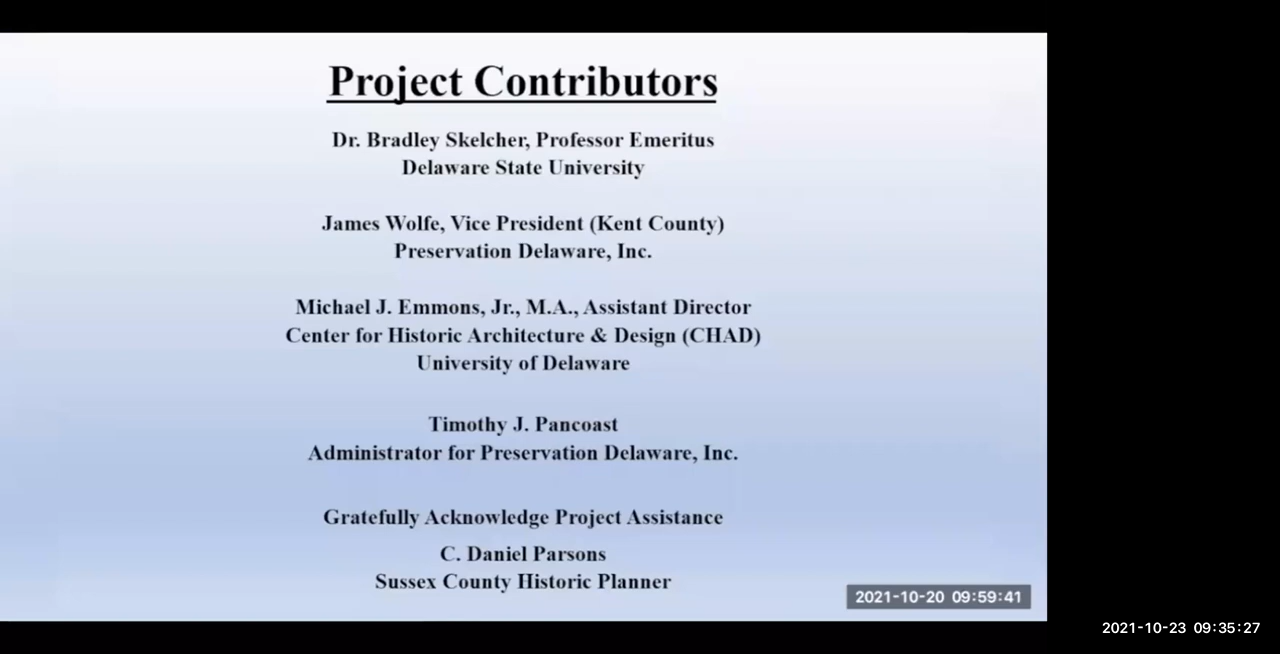 Project Contributors
Dr. Bradley Skelcher, Professor Emeritus
Delaware State University
James Wolfe, Vice President (Kent County)
Preservation Delaware, Inc.
Michael J. Emmons, Jr., M.A., Assistant Director
Center for Historic Architecture & Design (CHAD)
University of Delaware
Timothy J. Pancoast
Administrator for Preservation Delaware, Inc.
Gratefully Acknowledge Project Assistance
C. Daniel Parsons
Sussex County Historic Planner
2021-10-20 09:59:41
2021-10-23 09:35:27